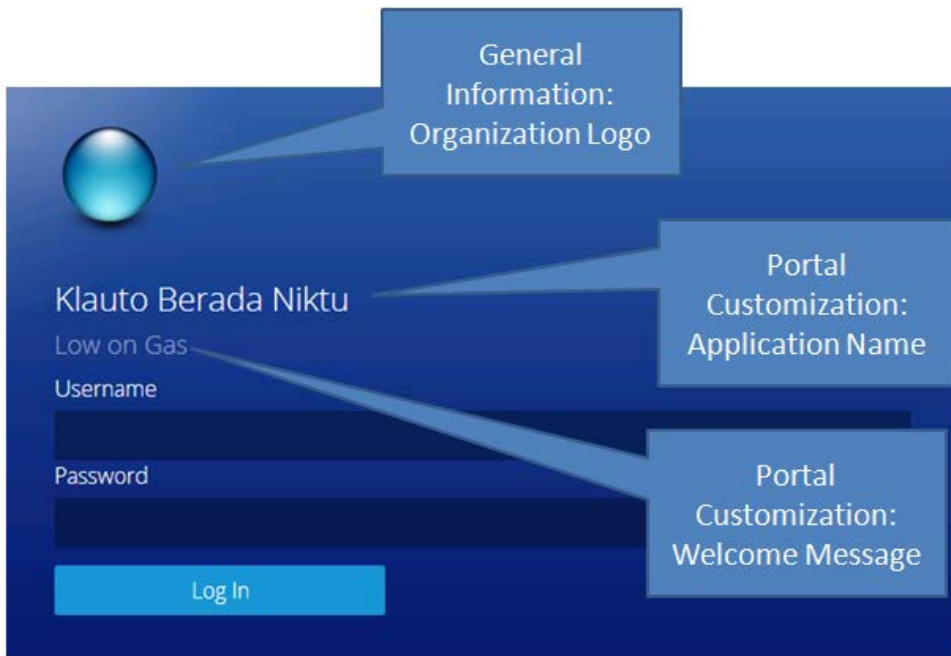 General
Information:
Organization Logo
Portal
Customization:
Application Name
Klauto Berada Niktu
Low on Gas
Username
Password
Portal
Customization:
Welcome Message
Log In